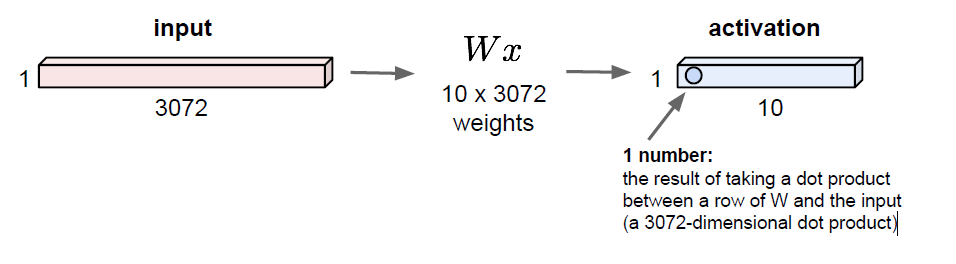 input
1
3072
Wx
10 x 3072
weights
activation
1
10
1 number:
the result of taking a dot product
between a row of W and the input
(a 3072-dimensional dot product)